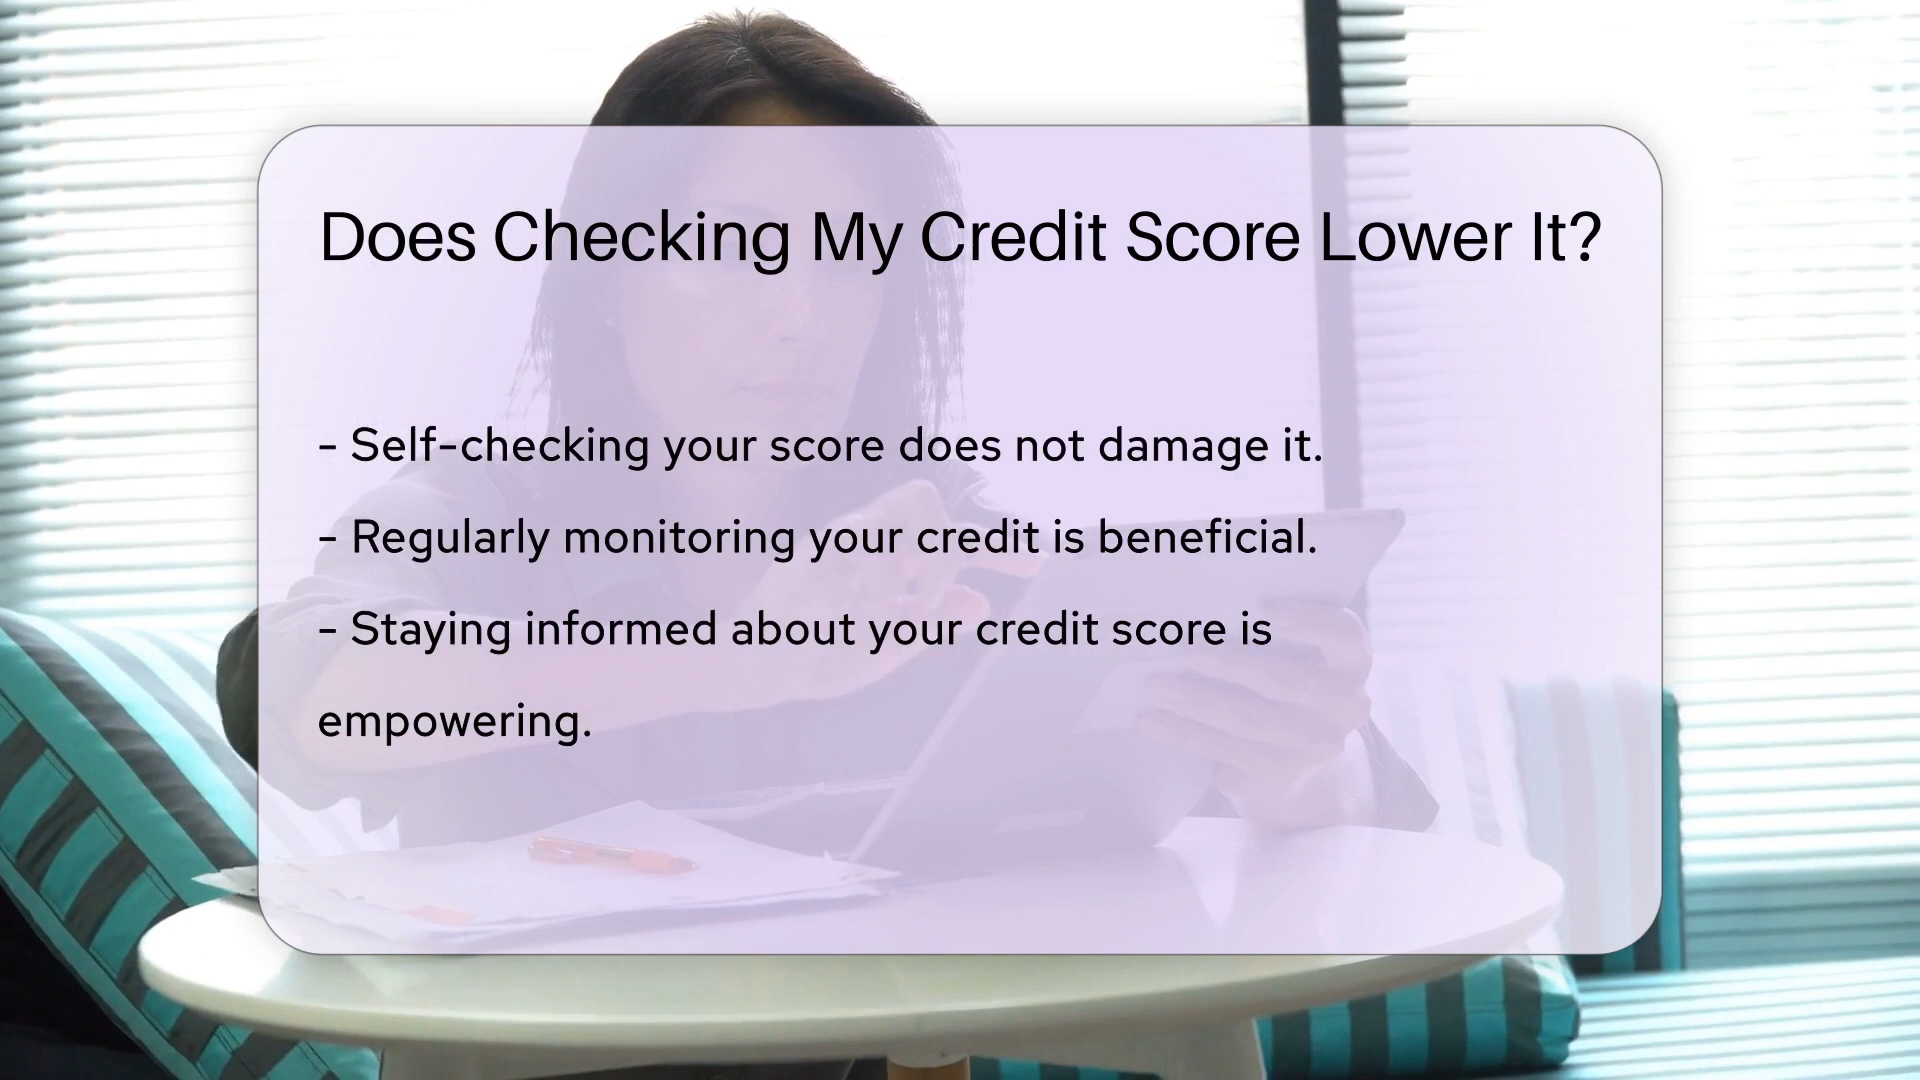 Does Checking My Credit Score Lower It?
- Self-checking your score does not damage it.
- Regularly monitoring your credit is beneficial.
- Staying informed about your credit score is
empowering.